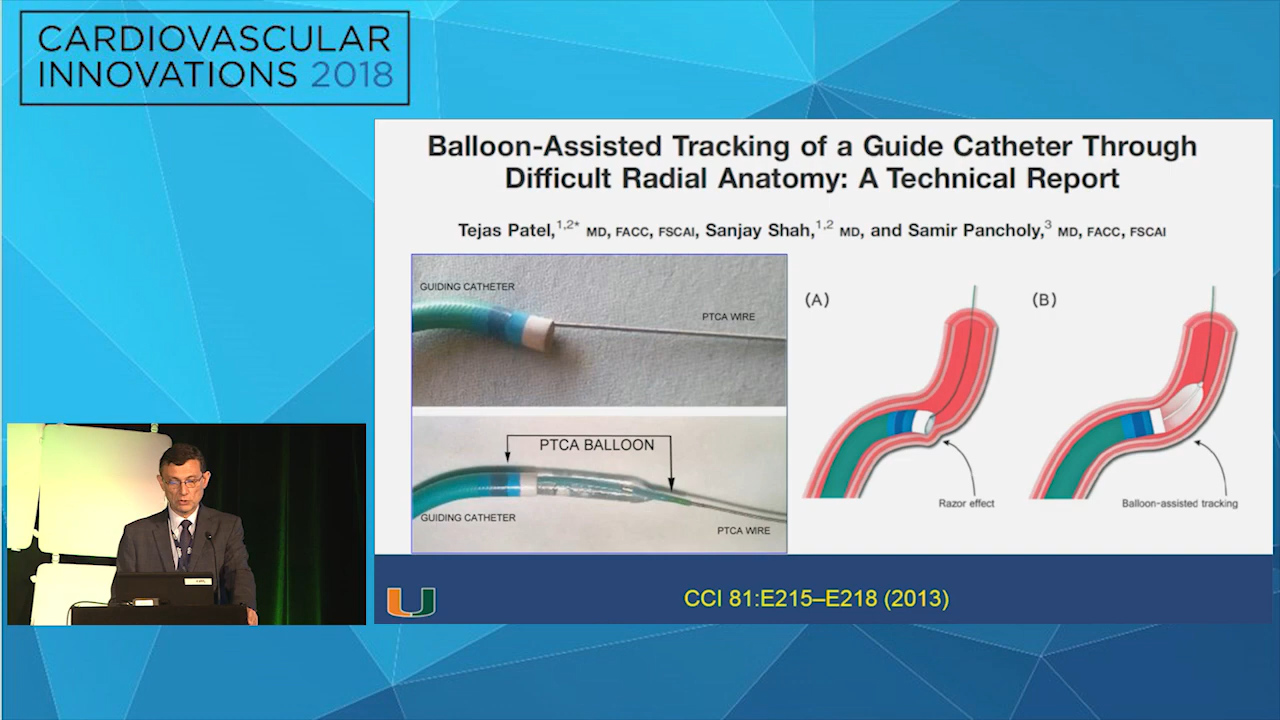 CARDIOVASCULAR
INNOVATIONS 2018
Balloon-Assisted Tracking of a Guide Catheter Through
Difficult Radial Anatomy: A Technical Report
Tejas Patel,1,2* MD, FACC, FSCAI, Sanjay Shah,1,2 MD, and Samir Pancholy,3 MD, FACC, FSCAI
GUIDING CATHETER
PTCA WIRE
PTCA BALLOON
GUIDING CATHETER
PTCA WIRE
(A)
Razor effect
(B)
Balloon-assisted tracking
U
CCI 81:E215–E218 (2013)